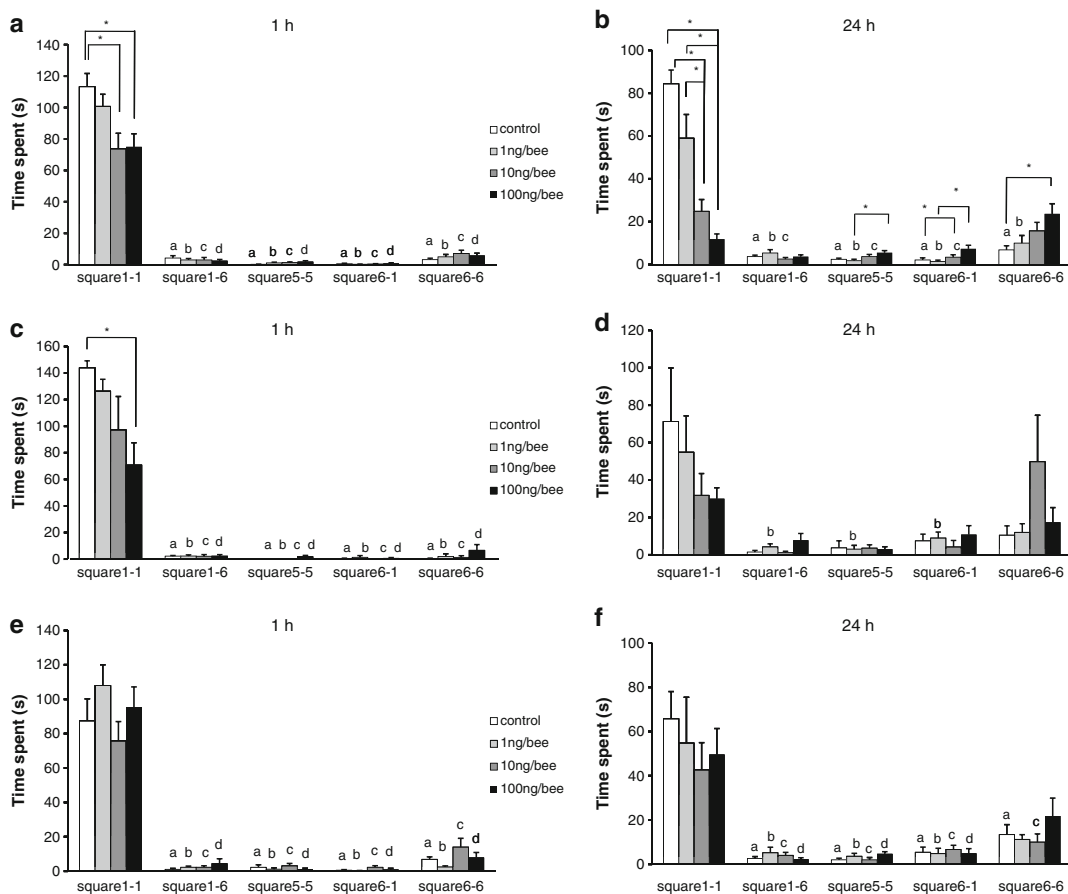 a
1 h
*
*
140
120
100
80
60
40
20
0
Time spent (s)
control
1ng/bee
10ng/bee
100ng/bee
a b c d
a b c d
a b c d
a b c d
square1-1 square1-6 square5-5 square6-1 square6-6
b
24 h
*
*
*
*
100
80
60
40
20
0
Time spent (s)
*
*
*
*
a b c
a b c
a b c
a b
square1-1 square1-6 square5-5 square6-1 square6-6
c
1 h
*
160
140
120
100
80
60
40
20
0
Time spent (s)
control
1ng/bee
10ng/bee
100ng/bee
a b c d
a b c d
a b c d
a b c d
square1-1 square1-6 square5-5 square6-1 square6-6
d
24 h
120
100
80
60
40
20
0
Time spent (s)
b
b
b
square1-1 square1-6 square5-5 square6-1 square6-6
e
1 h
140
120
100
80
60
40
20
0
Time spent (s)
control
1ng/bee
10ng/bee
100ng/bee
a b c d
a b c d
a b c d
a b c d
square1-1 square1-6 square5-5 square6-1 square6-6
f
24 h
100
80
60
40
20
0
Time spent (s)
a b c d
a b c d
a b c d
a c
square1-1 square1-6 square5-5 square6-1 square6-6